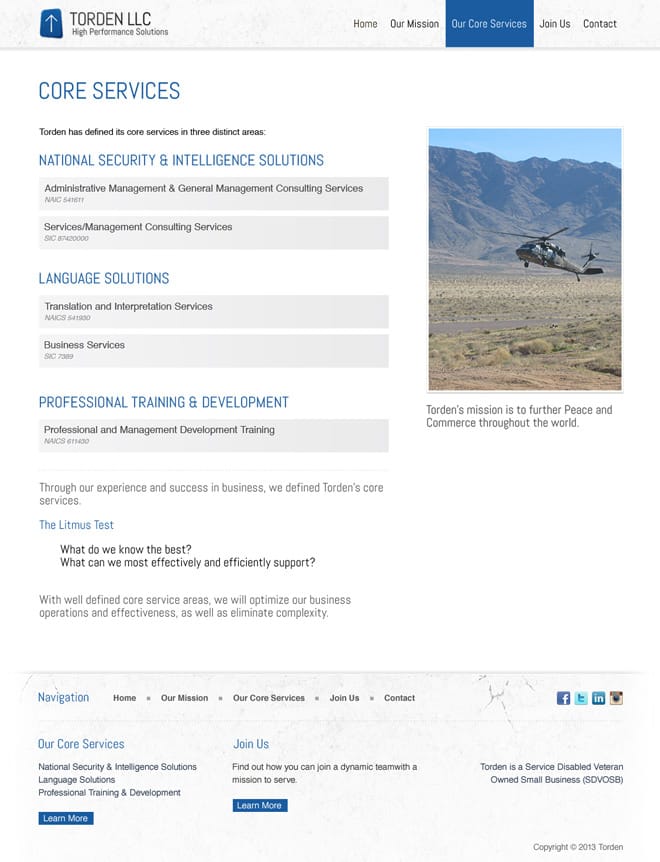 TORDEN LLC
High Performance Solutions
Home Our Mission Our Core Services Join Us Contact
CORE SERVICES
Torden has defined its core services in three distinct areas:
NATIONAL SECURITY & INTELLIGENCE SOLUTIONS
Administrative Management & General Management Consulting Services
NAIC 541611
Services/Management Consulting Services
SIC 87420000
LANGUAGE SOLUTIONS
Translation and Interpretation Services
NAICS 541930
Business Services
SIC 7389
PROFESSIONAL TRAINING & DEVELOPMENT
Professional and Management Development Training
NAICS 611430
Torden's mission is to further Peace and
Commerce throughout the world.
Through our experience and success in business, we defined Torden's core
services.
The Litmus Test
What do we know the best?
What can we most effectively and efficiently support?
With well defined core service areas, we will optimize our business
operations and effectiveness, as well as eliminate complexity.
Navigation Home Our Mission Our Core Services Join Us Contact
Our Core Services
National Security & Intelligence Solutions
Language Solutions
Professional Training & Development
Learn More
Join Us
Find out how you can join a dynamic teamwith a
mission to serve.
Learn More
Torden is a Service Disabled Veteran
Owned Small Business (SDVOSB)
Copyright © 2013 Torden